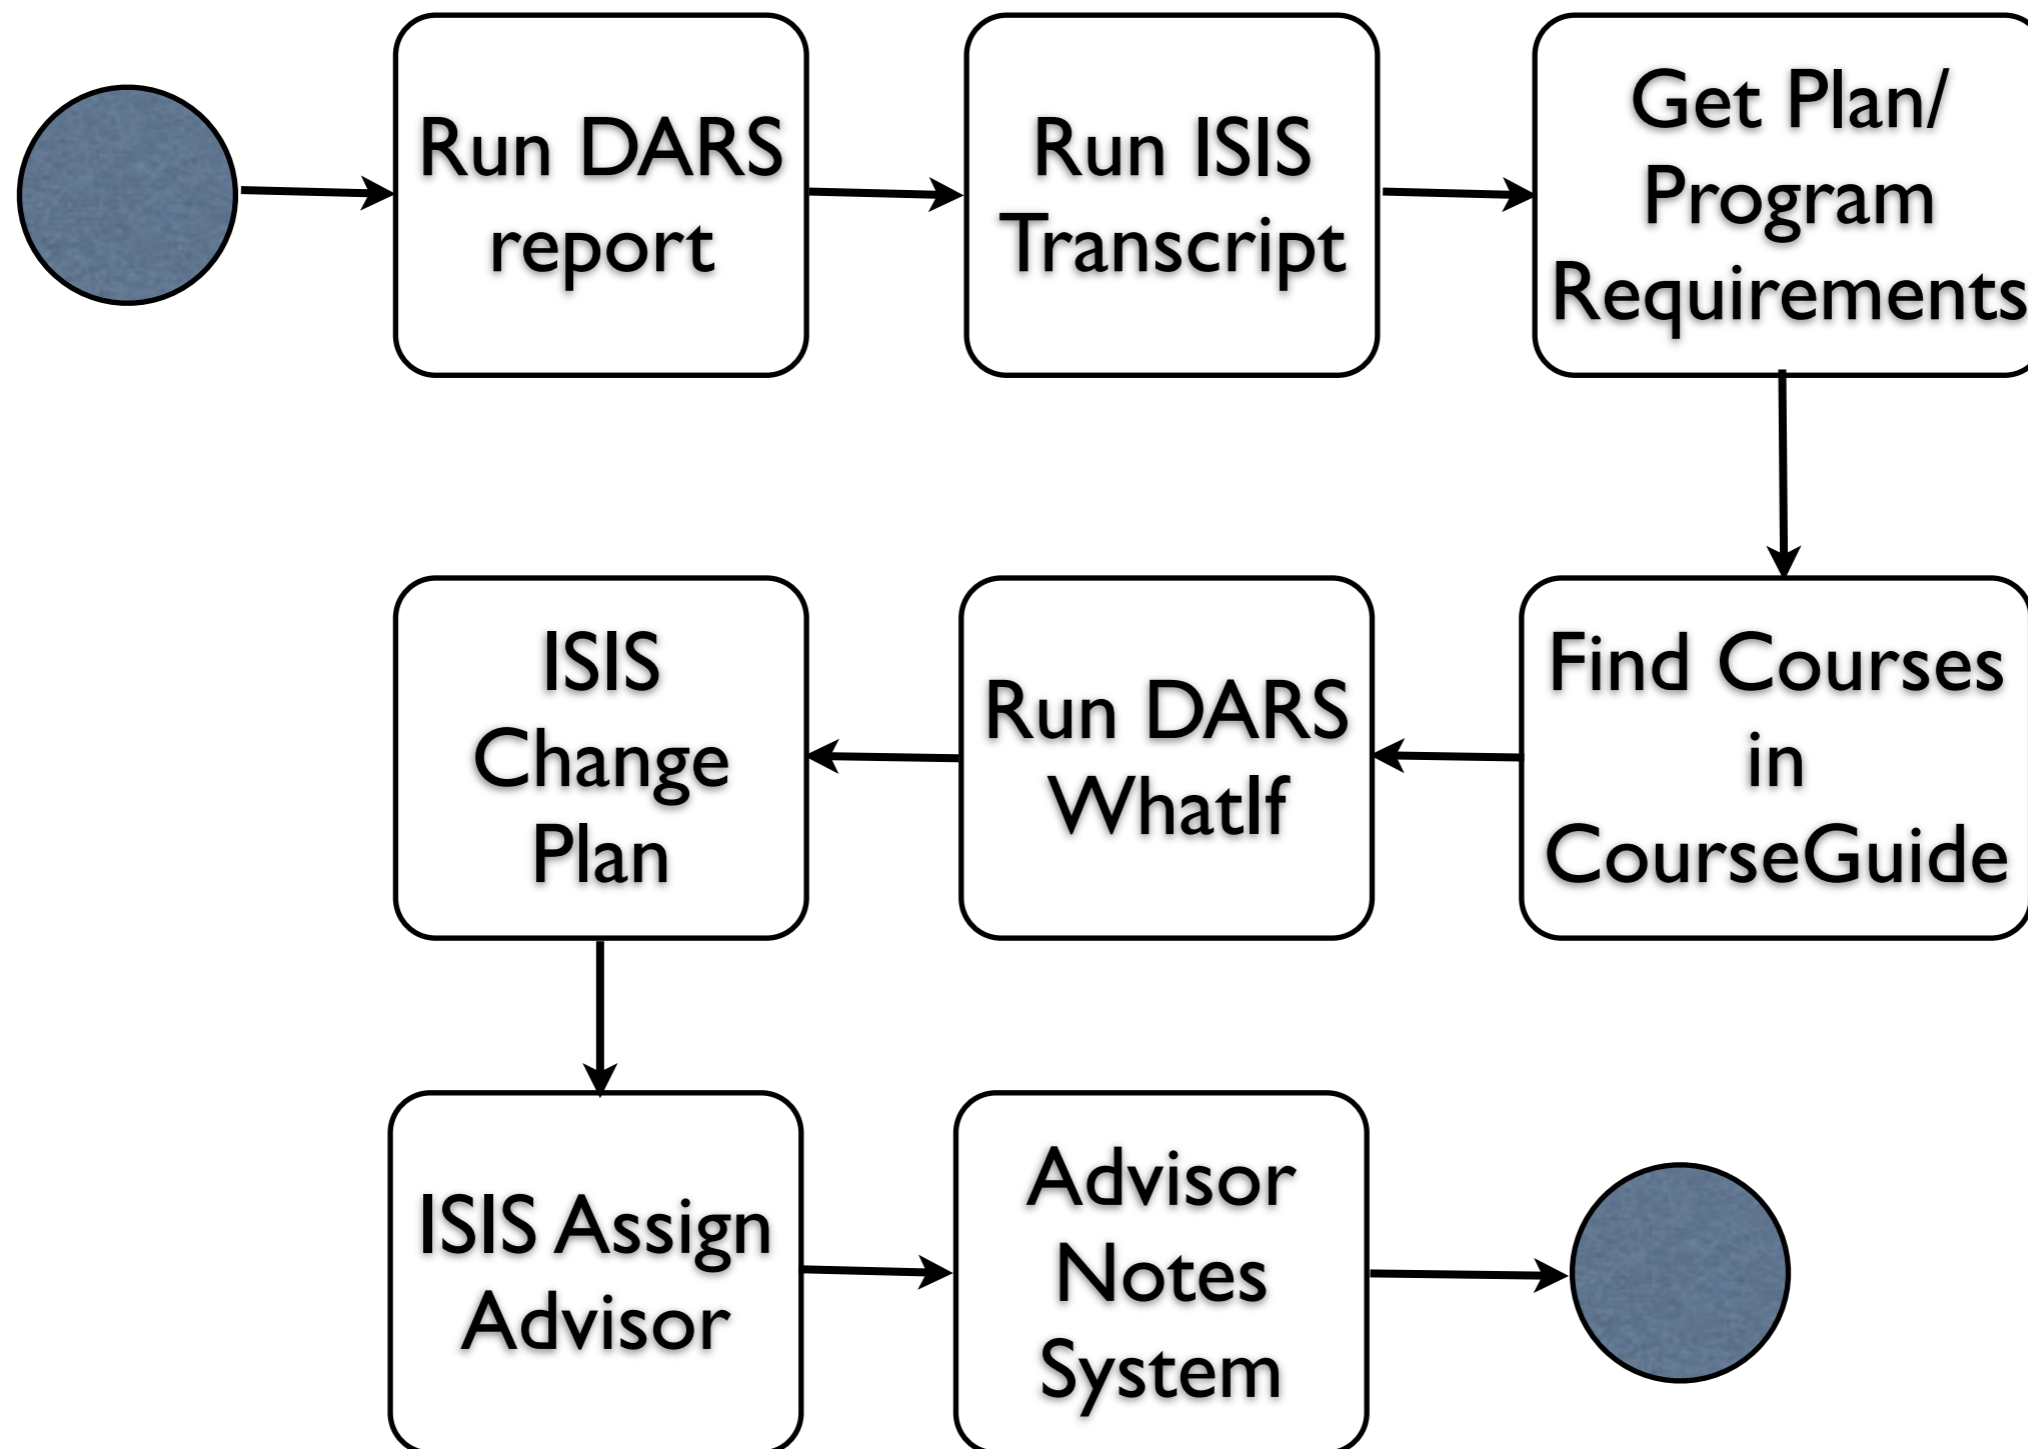 Run DARS
report
Run ISIS
Transcript
Get Plan/
Program
Requirements
Find Courses
in
CourseGuide
Run DARS
WhatIf
ISIS
Change
Plan
ISIS Assign
Advisor
Advisor
Notes
System